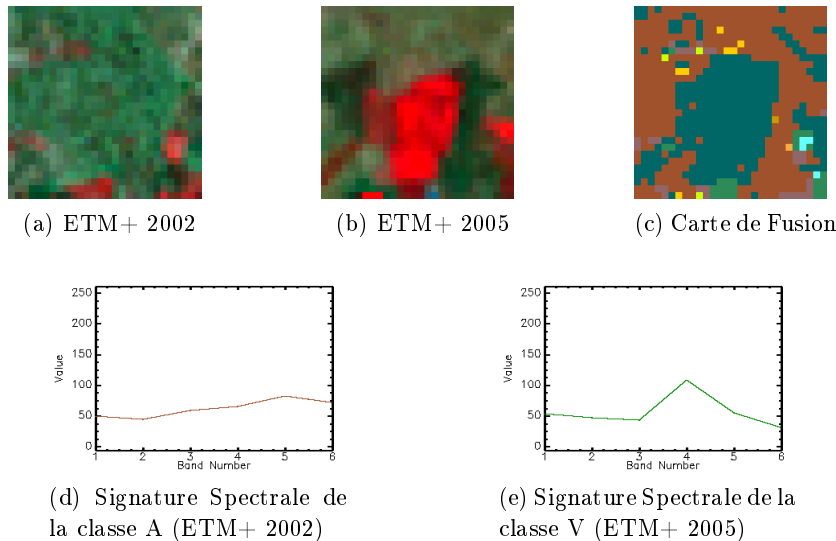 (a) ETM+ 2002
(b) ETM+ 2005
(c) Carte de Fusion
250
200
150
100
50
0
Value
1 2 3 4 5 6
Band Number
250
200
150
100
50
0
Value
1 2 3 4 5 6
Band Number
(d) Signature Spectrale de
la classe A (ETM+ 2002)
(e) Signature Spectrale de la
classe V (ETM+ 2005)